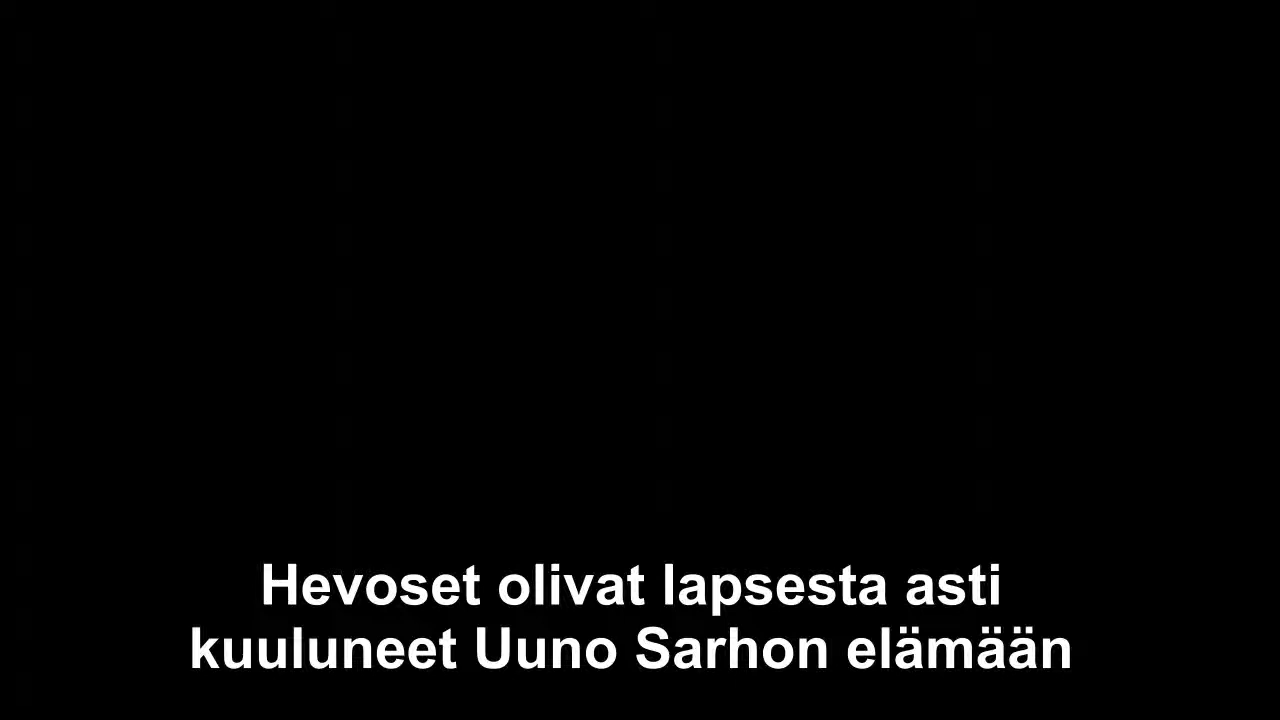 Hevoset olivat lapsesta asti
kuuluneet Uuno Sarhon elämään